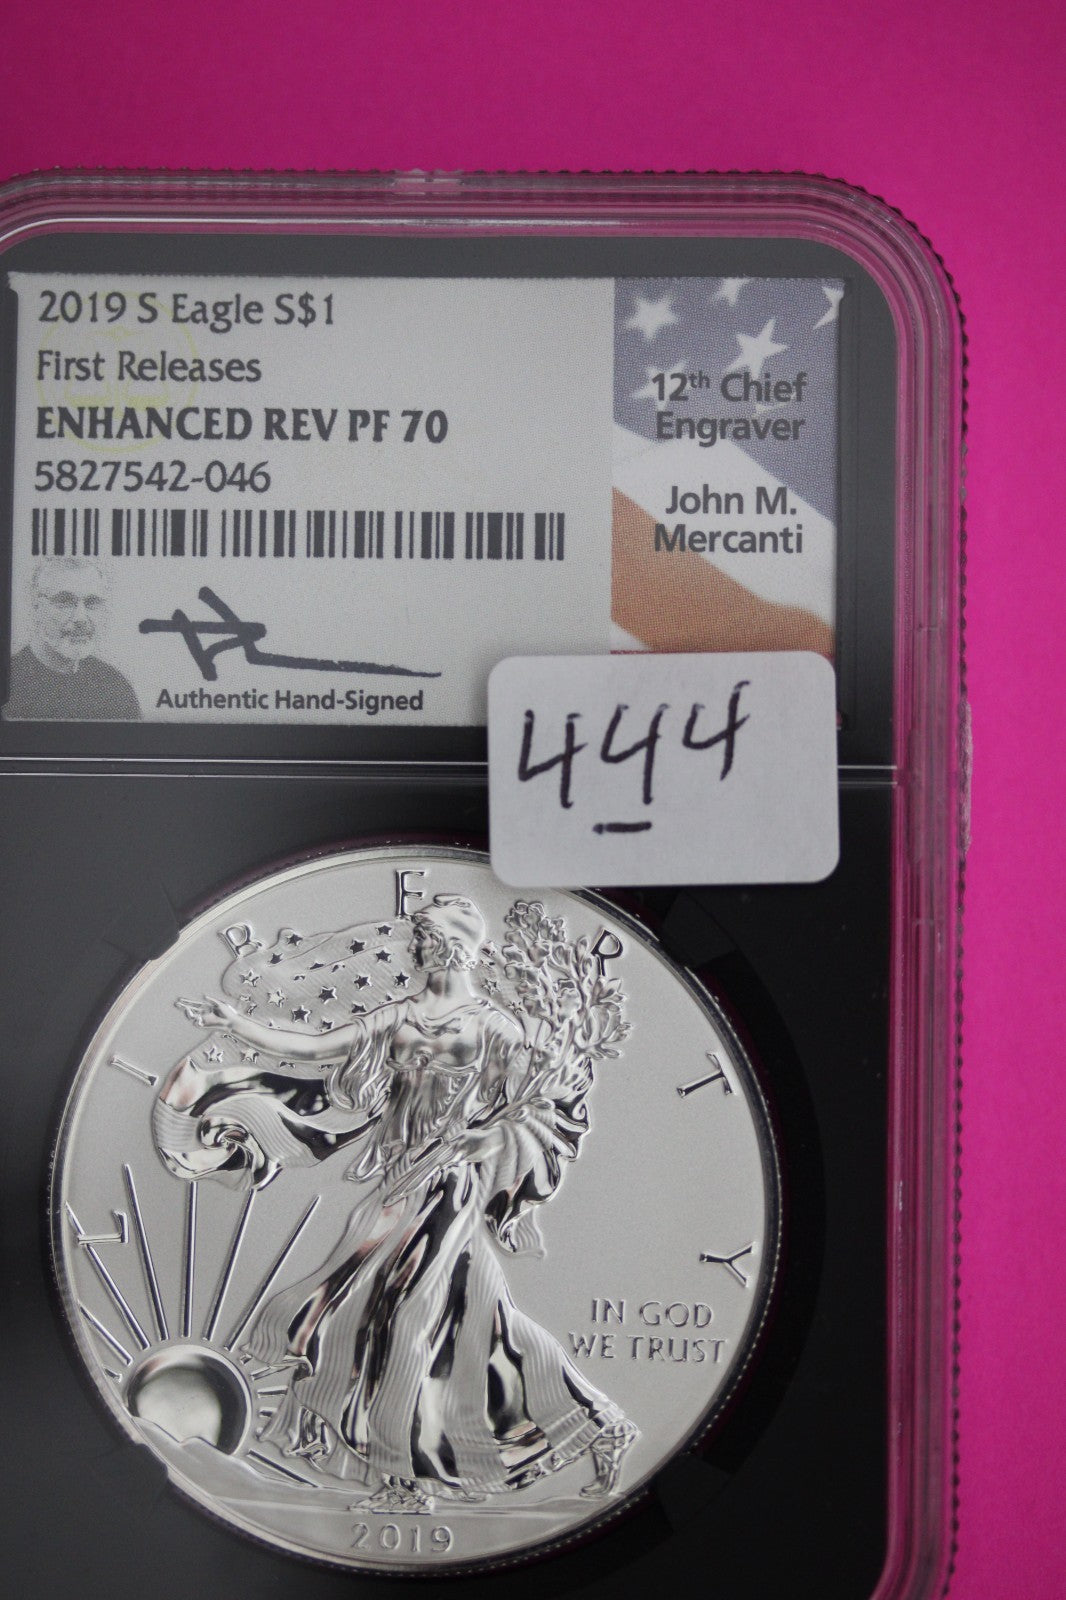 2019 S Eagle S$1
First Releases
ENHANCED REV PF 70
5827542-046
12th Chief
Engraver
John M.
Mercanti
Authentic Hand-Signed
444
LIBERTY
IN GOD
WE TRUST
2019